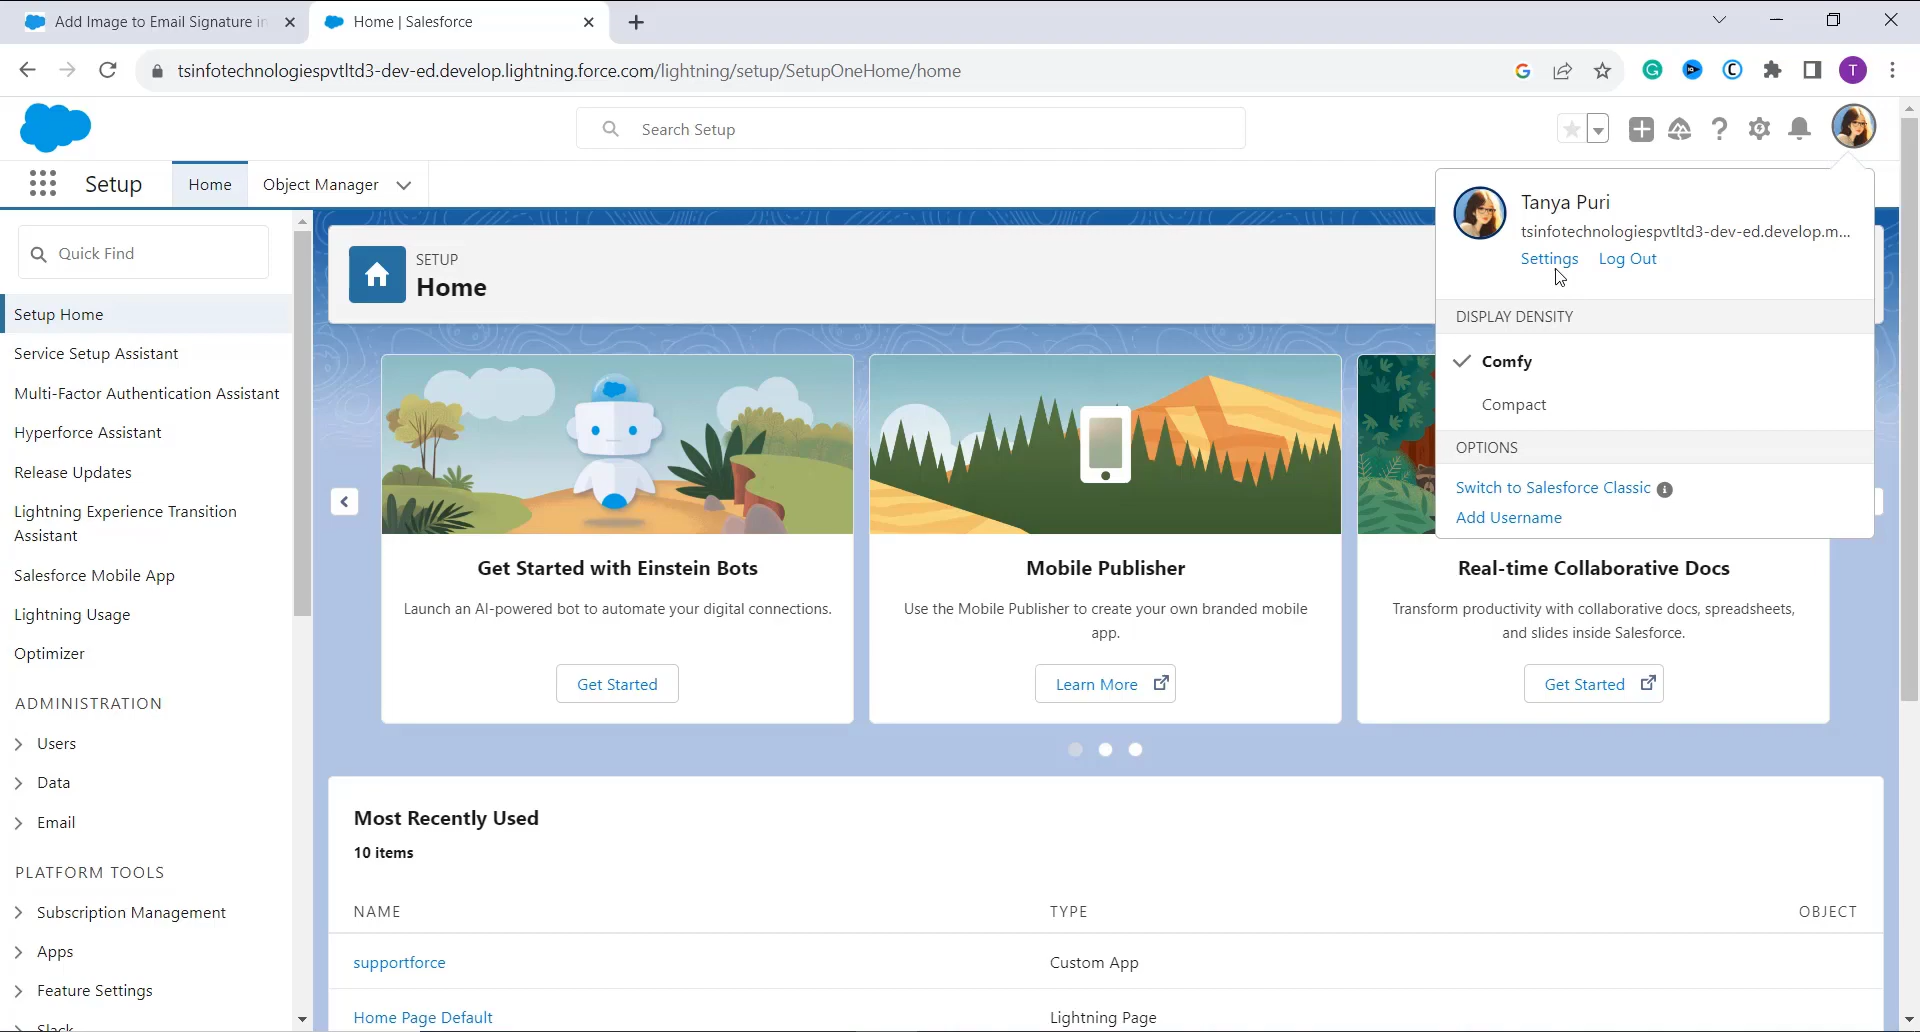 Add Image to Email Signature in
Home | Salesforce
tsinfotechnologiespvtltd3-dev-ed.develop.lightning.force.com/lightning/setup/SetupOneHome/home
T
Search Setup
Setup
Home
Object Manager
Quick Find
Setup Home
Service Setup Assistant
Multi-Factor Authentication Assistant
Hyperforce Assistant
Release Updates
Lightning Experience Transition
Assistant
Salesforce Mobile App
Lightning Usage
Optimizer
ADMINISTRATION
Users
Data
Email
PLATFORM TOOLS
Subscription Management
Apps
Feature Settings
Slack
SETUP
Home
Get Started with Einstein Bots
Launch an AI-powered bot to automate your digital connections.
Get Started
Mobile Publisher
Use the Mobile Publisher to create your own branded mobile
app.
Learn More
Real-time Collaborative Docs
Transform productivity with collaborative docs, spreadsheets,
and slides inside Salesforce.
Get Started
Tanya Puri
tsinfotechnologiespvtltd3-dev-ed.develop.m...
Settings
Log Out
DISPLAY DENSITY
Comfy
Compact
OPTIONS
Switch to Salesforce Classic
Add Username
Most Recently Used
10 items
NAME
TYPE
OBJECT
supportforce
Custom App
Home Page Default
Lightning Page